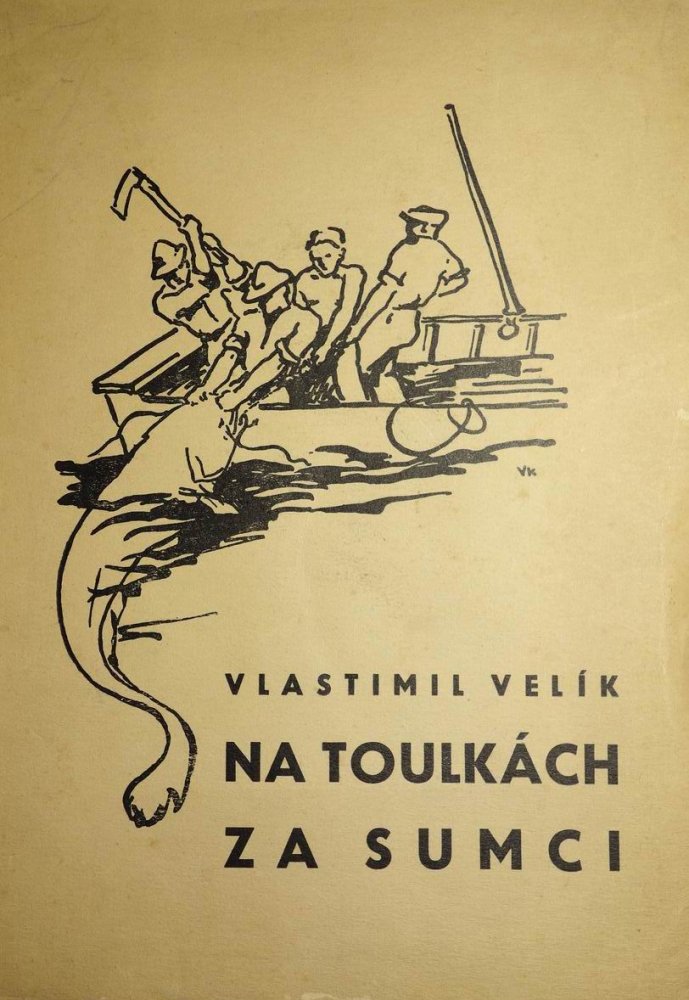 VK
VLASTIMIL VELÍK
NA TOULKÁCH
ZA SUMCI